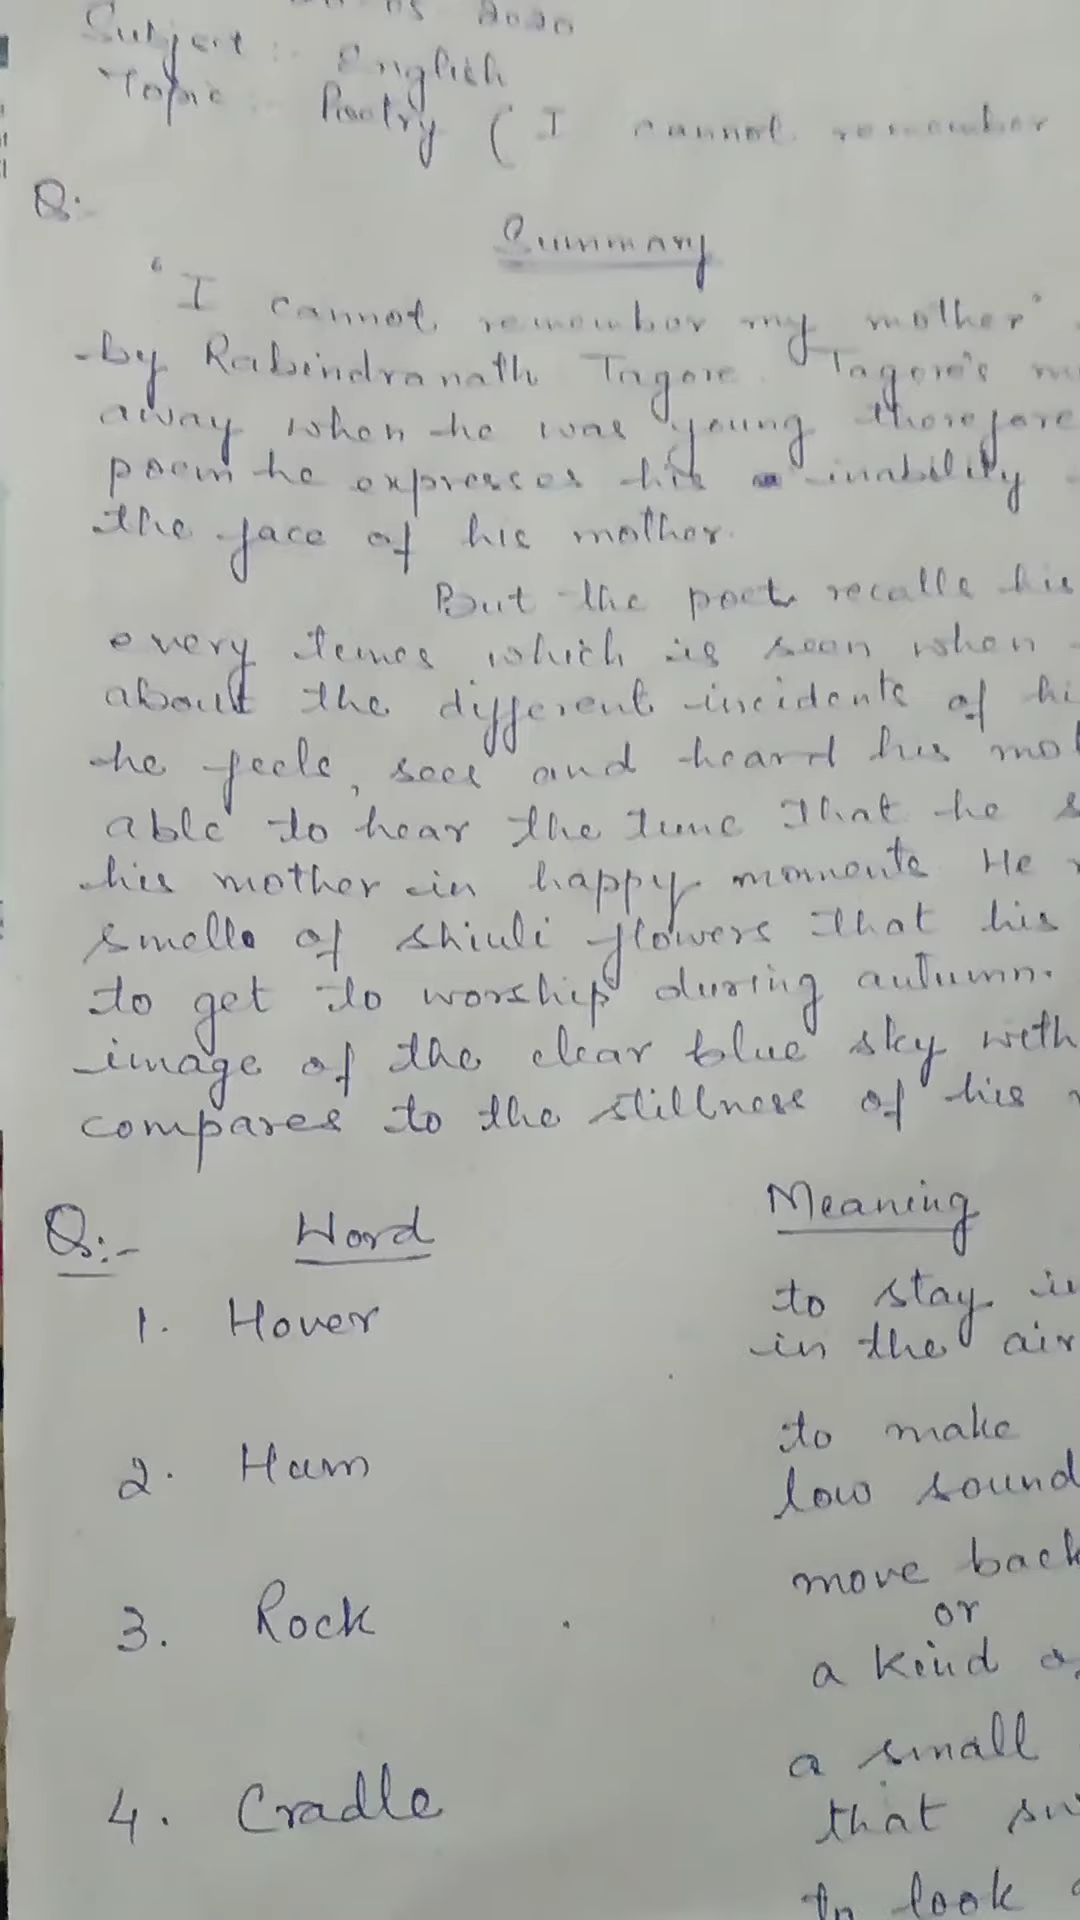 05 2020
Subject :- English
Topic :- Poetry ( I cannot remember
Q:-
Summary
"I cannot remember my mother"
by Rabindranath Tagore. Tagore's
away when he was young therefore
poem he expresses his inability
the face of his mother.
But the poet recalls his
every times which is seen when
about the different incidents of
he feels, sees and heard his
able to hear the tune that he
his mother in happy moments He
smells of shiuli flowers that his
to get to worship during autumn.
image of the clear blue sky with
compares to the stillness of his
Q:- Word Meaning
1. Hover to stay
in the air
2. Ham to make
low sound
3. Rock move back
or
a kind
4. Cradle a small
that
to look